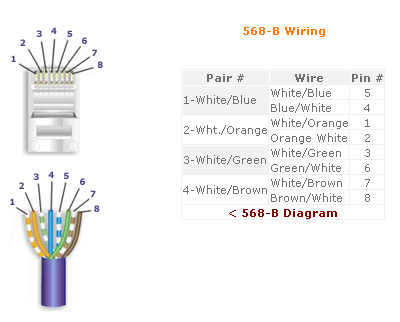 568-B Wiring
Pair # Wire Pin #
1-White/Blue White/Blue 5
Blue/White 4
2-Wht./Orange White/Orange 1
Orange White 2
3-White/Green White/Green 3
Green/White 6
4-White/Brown White/Brown 7
Brown/White 8
< 568-B Diagram
1 2 3 4 5 6 7 8
1 2 3 4 5 6 7 8